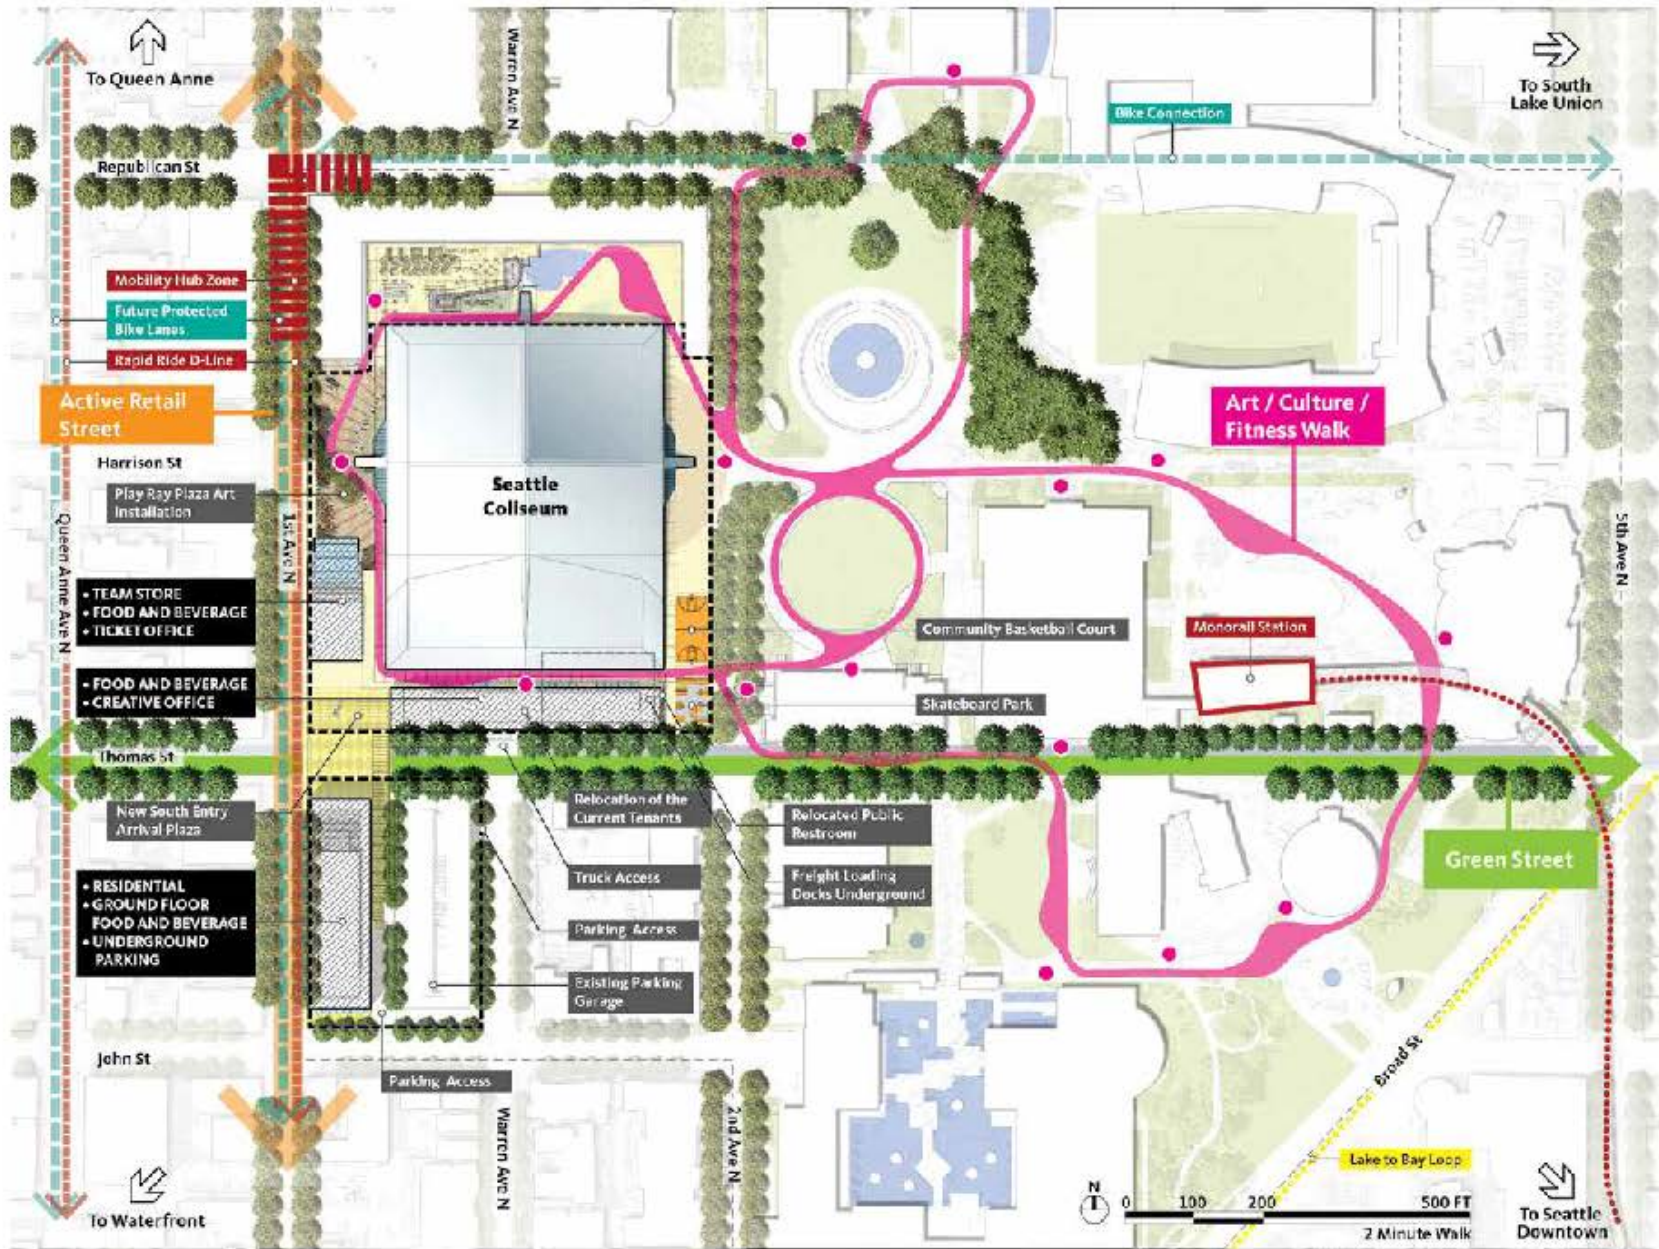 To Queen Anne
Warren Ave N
To South
Lake Union
Bike Connection
Republican St
Mobility Hub Zone
Future Protected
Bike Lanes
Rapid Ride D-Line
Active Retail
Street
Art / Culture /
Fitness Walk
Harrison St
Play Ray Plaza Art
Installation
Seattle
Coliseum
Queen Anne Ave N
1st Ave N
5th Ave N
• TEAM STORE
• FOOD AND BEVERAGE
• TICKET OFFICE
Community Basketball Court
Monorail Station
• FOOD AND BEVERAGE
• CREATIVE OFFICE
Skateboard Park
Thomas St
New South Entry
Arrival Plaza
Relocation of the
Current Tenants
Relocated Public
Restroom
Green Street
Truck Access
Freight Loading
Docks Underground
• RESIDENTIAL
• GROUND FLOOR
FOOD AND BEVERAGE
• UNDERGROUND
PARKING
Parking Access
Existing Parking
Garage
John St
Parking Access
Broad St
Warren Ave N
2nd Ave N
Lake to Bay Loop
To Waterfront
N
0 100 200 500 FT
2 Minute Walk
To Seattle
Downtown